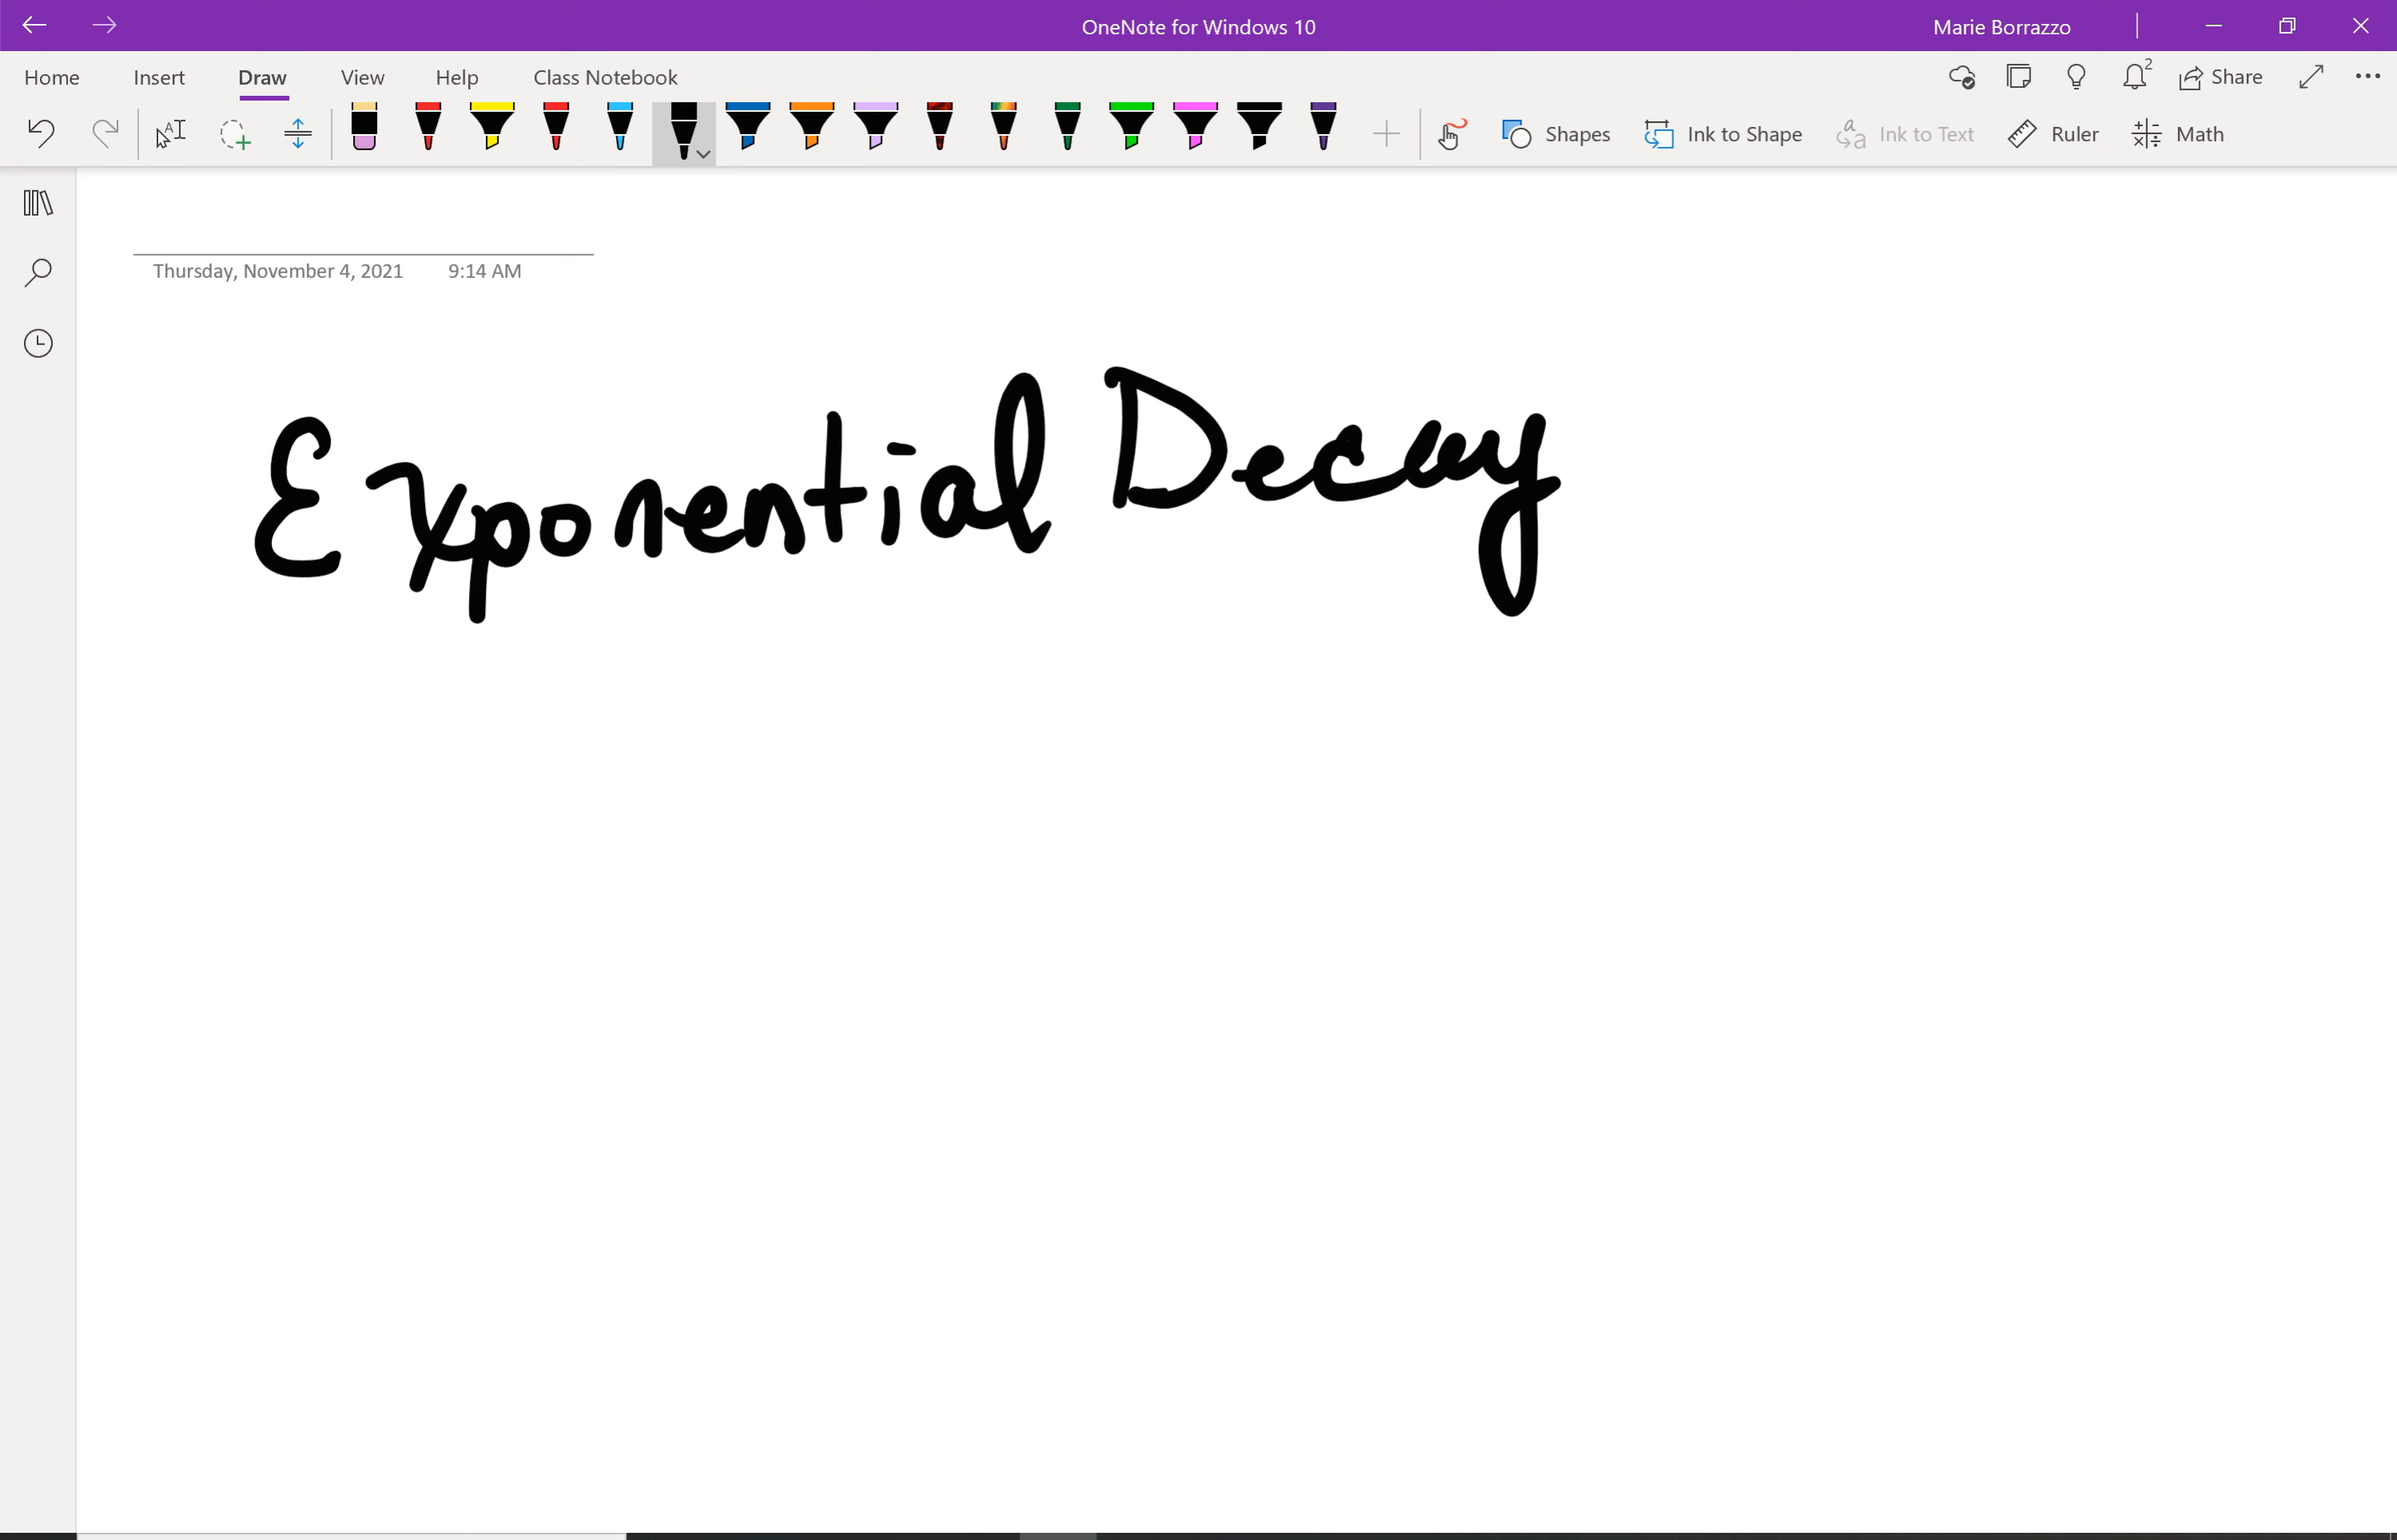 OneNote for Windows 10 Marie Borrazzo
Home Insert Draw View Help Class Notebook 2 Share
Shapes Ink to Shape Ink to Text Ruler Math
Thursday, November 4, 2021 9:14 AM
Exponential Decay